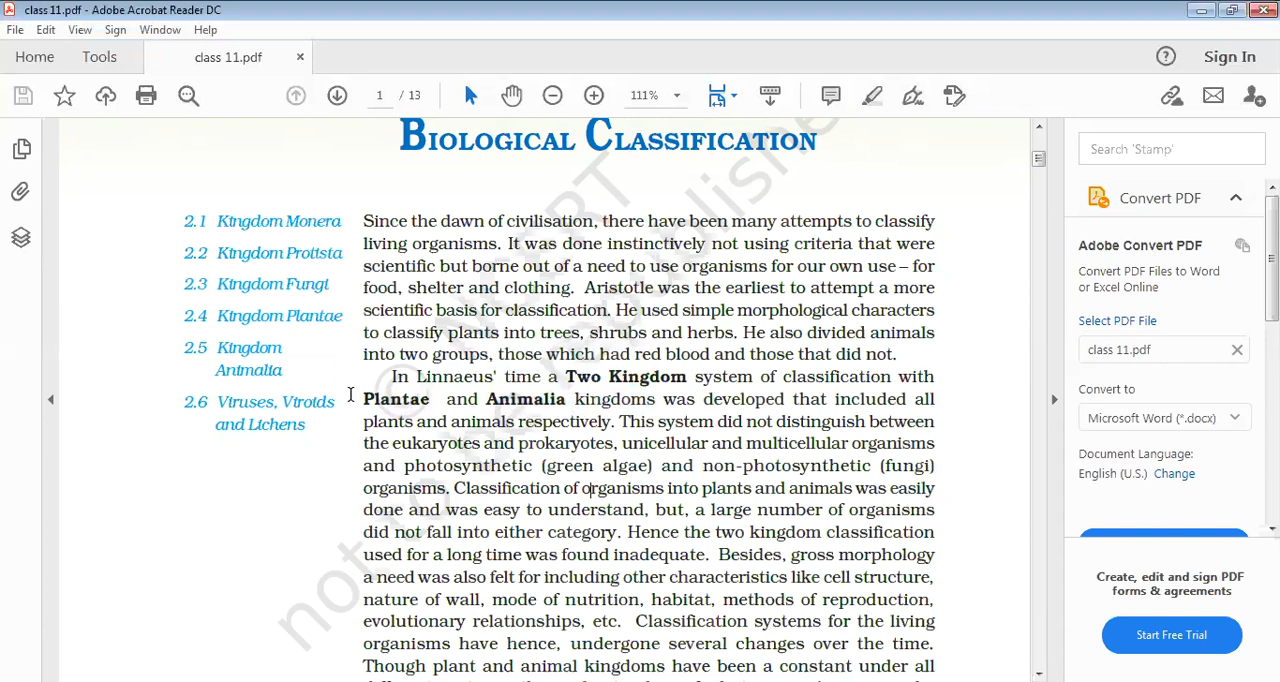 class 11.pdf - Adobe Acrobat Reader DC
File Edit View Sign Window Help
Home Tools class 11.pdf Sign In
1 / 13 111%
BIOLOGICAL CLASSIFICATION
2.1 Kingdom Monera
2.2 Kingdom Protista
2.3 Kingdom Fungi
2.4 Kingdom Plantae
2.5 Kingdom
Animalia
2.6 Viruses, Viroids
and Lichens
Since the dawn of civilisation, there have been many attempts to classify
living organisms. It was done instinctively not using criteria that were
scientific but borne out of a need to use organisms for our own use – for
food, shelter and clothing. Aristotle was the earliest to attempt a more
scientific basis for classification. He used simple morphological characters
to classify plants into trees, shrubs and herbs. He also divided animals
into two groups, those which had red blood and those that did not.
In Linnaeus' time a Two Kingdom system of classification with
Plantae and Animalia kingdoms was developed that included all
plants and animals respectively. This system did not distinguish between
the eukaryotes and prokaryotes, unicellular and multicellular organisms
and photosynthetic (green algae) and non-photosynthetic (fungi)
organisms. Classification of organisms into plants and animals was easily
done and was easy to understand, but, a large number of organisms
did not fall into either category. Hence the two kingdom classification
used for a long time was found inadequate. Besides, gross morphology
a need was also felt for including other characteristics like cell structure,
nature of wall, mode of nutrition, habitat, methods of reproduction,
evolutionary relationships, etc. Classification systems for the living
organisms have hence, undergone several changes over the time.
Though plant and animal kingdoms have been a constant under all
© NCERT
not to be republished
Search 'Stamp'
Convert PDF
Adobe Convert PDF
Convert PDF Files to Word
or Excel Online
Select PDF File
class 11.pdf
Convert to
Microsoft Word (*.docx)
Document Language:
English (U.S.) Change
Create, edit and sign PDF
forms & agreements
Start Free Trial